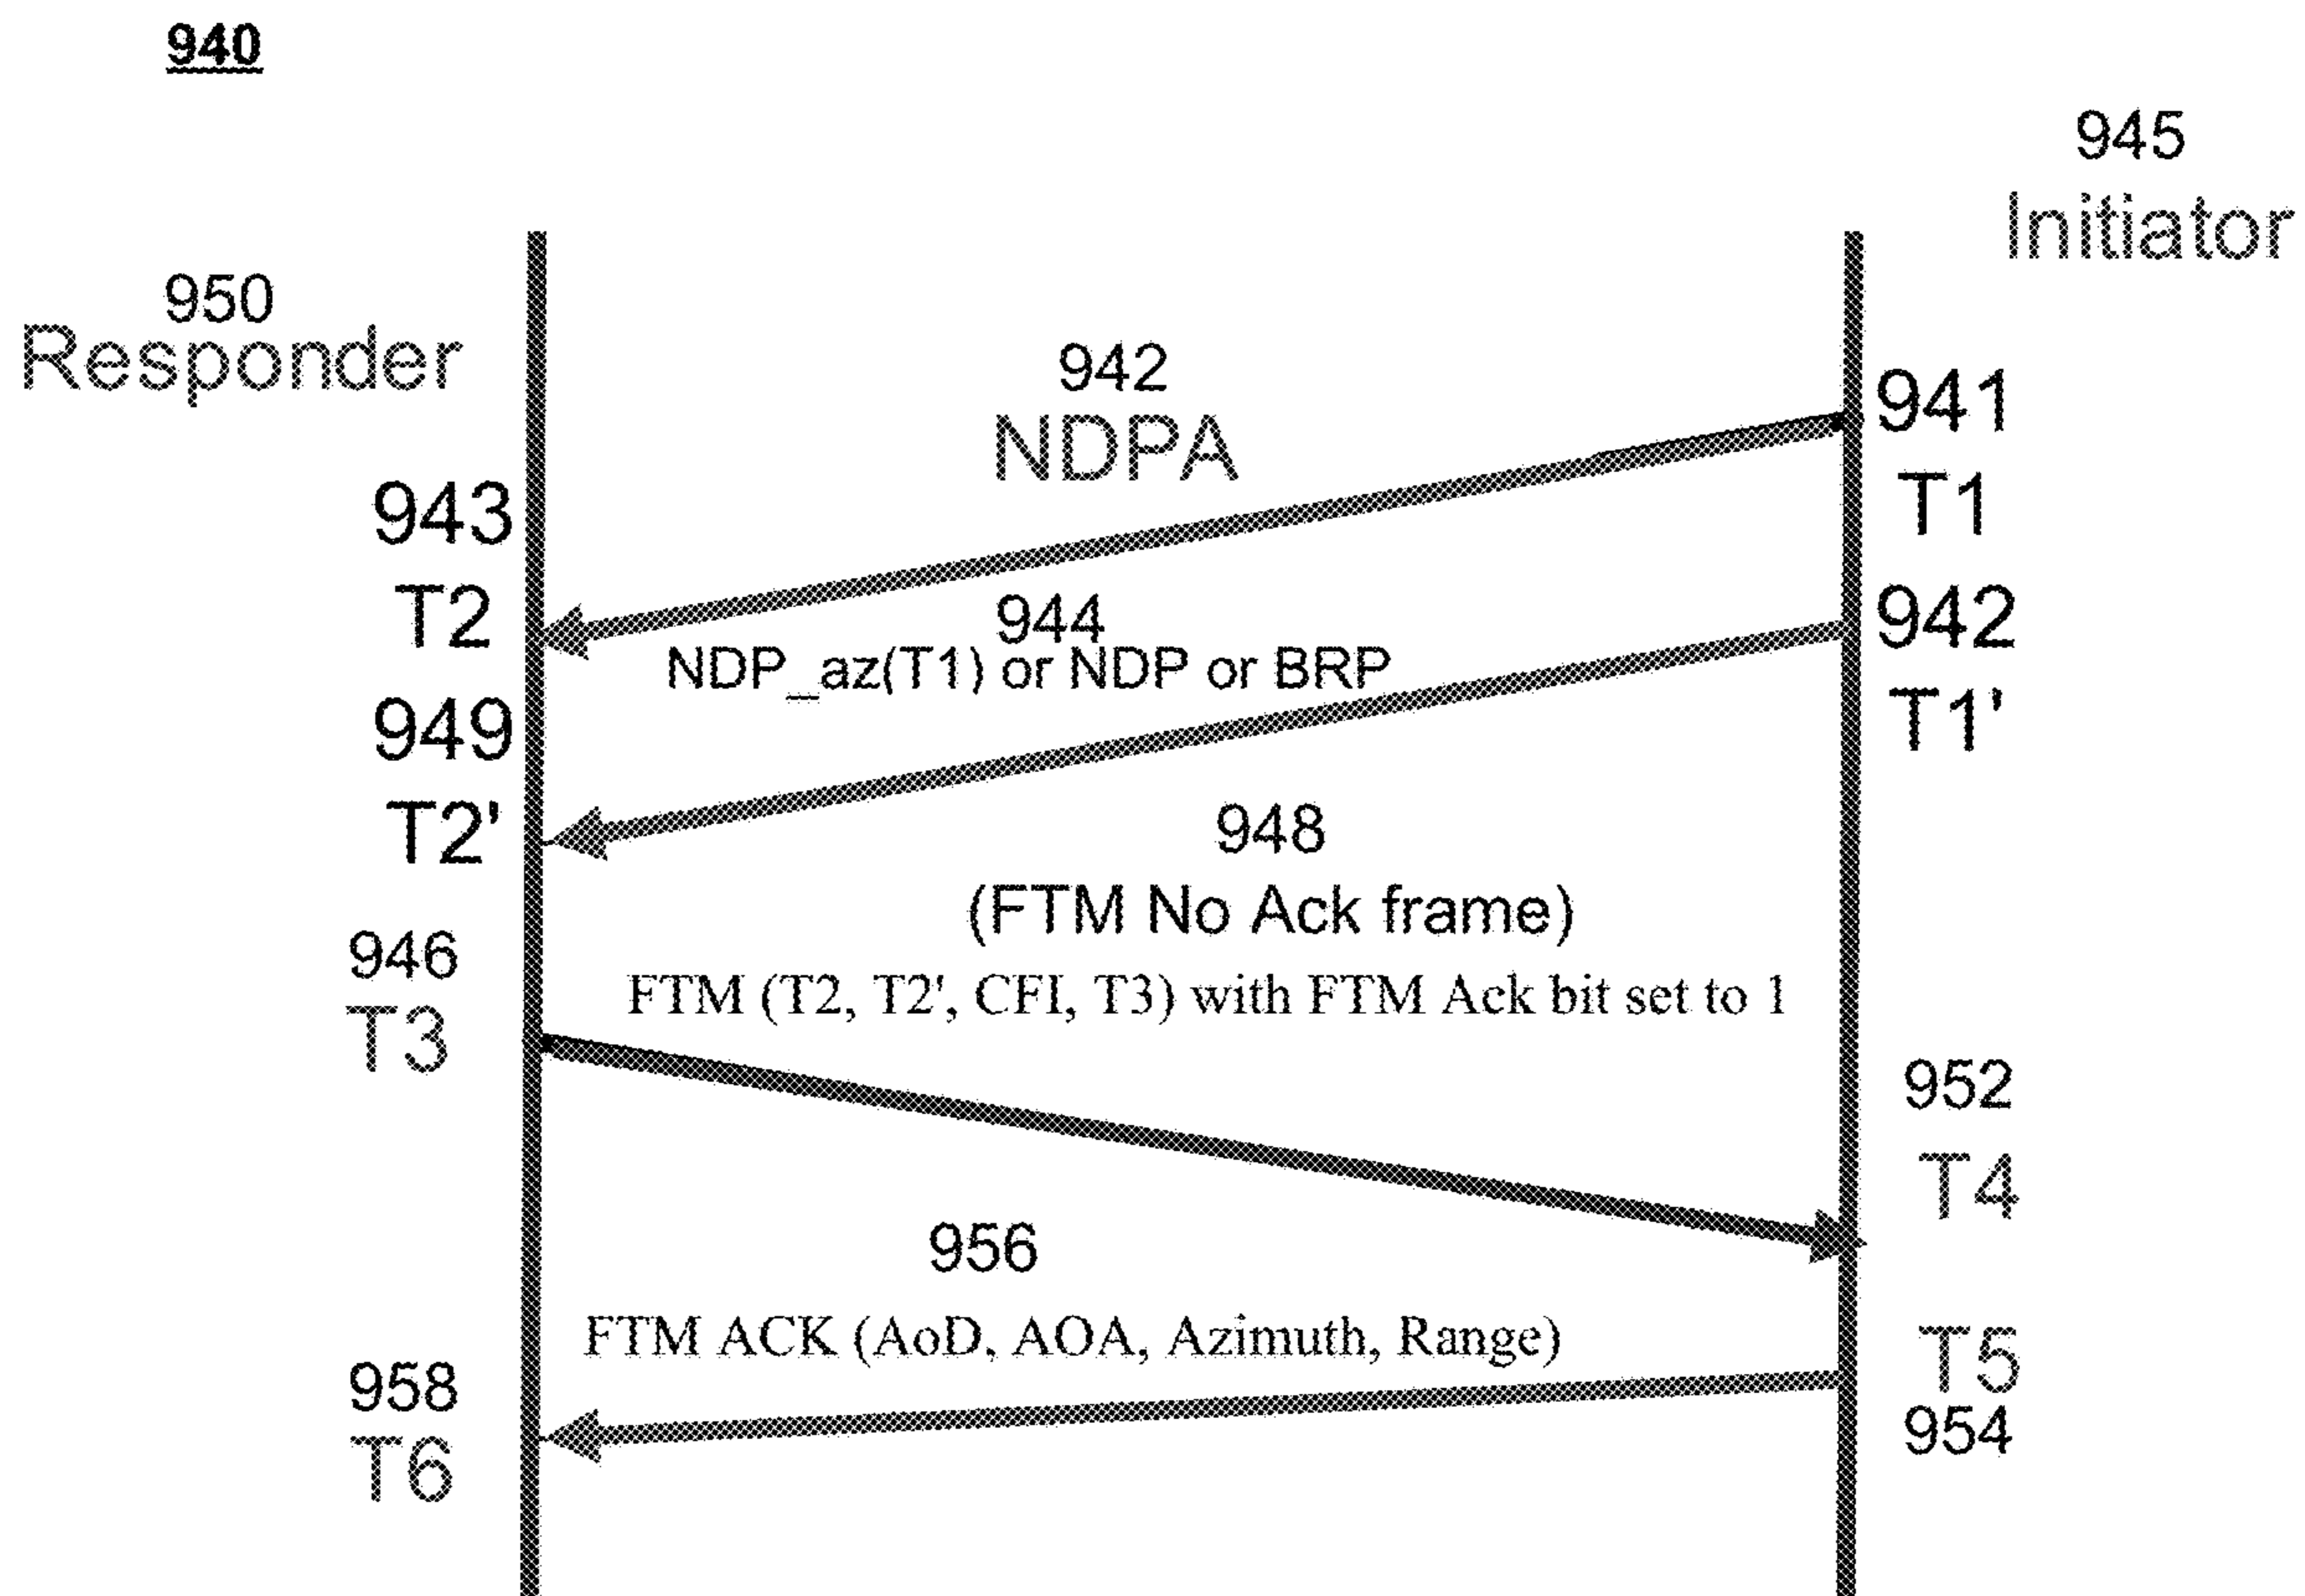 940
945
Initiator
950
Responder
942
NDPA
941
T1
943
T2
944
NDP_az(T1) or NDP or BRP
942
T1'
949
T2'
948
(FTM No Ack frame)
946
T3
FTM (T2, T2', CFI, T3) with FTM Ack bit set to 1
952
T4
956
FTM ACK (AoD, AOA, Azimuth, Range)
T5
954
958
T6